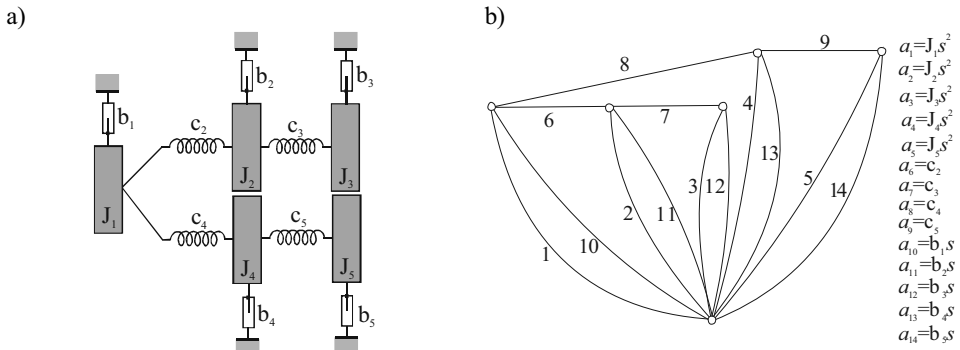 a)
b₁
b₂
b₃
c₂
c₃
J₁
J₂
J₃
c₄
c₅
J₄
J₅
b₄
b₅
b)
8
9
6
7
4
13
3
12
5
14
2
11
10
1
a₁=J₁s²
a₂=J₂s²
a₃=J₃s²
a₄=J₄s²
a₅=J₅s²
a₆=c₂
a₇=c₃
a₈=c₄
a₉=c₅
a₁₀=b₁s
a₁₁=b₂s
a₁₂=b₃s
a₁₃=b₄s
a₁₄=b₅s